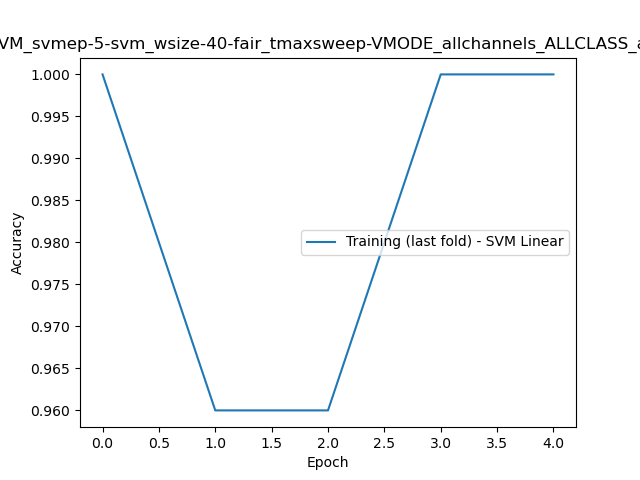 VM_svmep-5-svm_wsize-40-fair_tmaxsweep-VMODE_allchannels_ALLCLASS_a
1.000
0.995
0.990
0.985
0.980
0.975
0.970
0.965
0.960
Accuracy
Training (last fold) - SVM Linear
0.0 0.5 1.0 1.5 2.0 2.5 3.0 3.5 4.0
Epoch